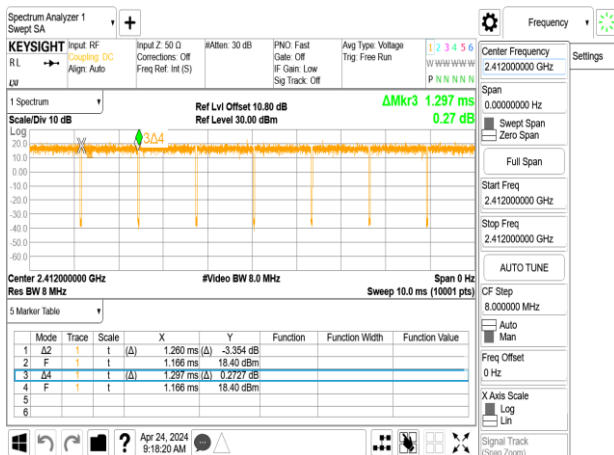 Spectrum Analyzer 1
Swept SA
Frequency
KEYSIGHT
Input: RF
Input Z: 50 Ω
#Atten: 30 dB
PNO: Fast
Avg Type: Voltage
1 2 3 4 5 6
RL
Coupling: DC
Corrections: Off
Gate: Off
Trig: Free Run
W W W W W W
Align: Auto
Freq Ref: Int (S)
IF Gain: Low
Sig Track: Off
P N N N N N
LXI
1 Spectrum
Scale/Div 10 dB
Ref Lvl Offset 10.80 dB
Ref Level 30.00 dBm
ΔMkr3 1.297 ms
0.27 dB
Log
3Δ4
20.0
10.0
0.00
-10.0
-20.0
-30.0
-40.0
-50.0
-60.0
Center 2.412000000 GHz
#Video BW 8.0 MHz
Span 0 Hz
Res BW 8 MHz
Sweep 10.0 ms (10001 pts)
5 Marker Table
Mode Trace Scale X Y Function Function Width Function Value
1 Δ2 1 t (Δ) 1.260 ms (Δ) -3.354 dB
2 F 1 t 1.166 ms 18.40 dBm
3 Δ4 1 t (Δ) 1.297 ms (Δ) 0.2727 dB
4 F 1 t 1.166 ms 18.40 dBm
5
6
?
Apr 24, 2024
9:18:20 AM
Center Frequency
2.412000000 GHz
Settings
Span
0.00000000 Hz
Swept Span
Zero Span
Full Span
Start Freq
2.412000000 GHz
Stop Freq
2.412000000 GHz
AUTO TUNE
CF Step
8.000000 MHz
Auto
Man
Freq Offset
0 Hz
X Axis Scale
Log
Lin
Signal Track
(Span Zoom)